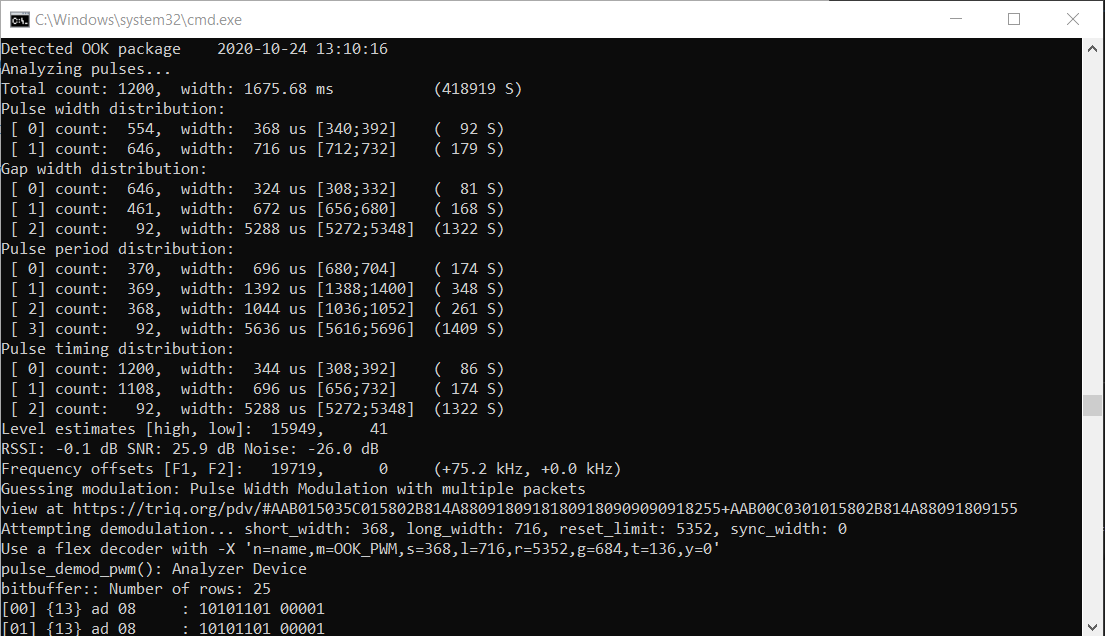 C:\Windows\system32\cmd.exe
Detected OOK package    2020-10-24 13:10:16
Analyzing pulses...
Total count: 1200,  width: 1675.68 ms           (418919 S)
Pulse width distribution:
 [ 0] count:  554,  width:  368 us [340;392]    (  92 S)
 [ 1] count:  646,  width:  716 us [712;732]    ( 179 S)
Gap width distribution:
 [ 0] count:  646,  width:  324 us [308;332]    (  81 S)
 [ 1] count:  461,  width:  672 us [656;680]    ( 168 S)
 [ 2] count:   92,  width: 5288 us [5272;5348]  (1322 S)
Pulse period distribution:
 [ 0] count:  370,  width:  696 us [680;704]    ( 174 S)
 [ 1] count:  369,  width: 1392 us [1388;1400]  ( 348 S)
 [ 2] count:  368,  width: 1044 us [1036;1052]  ( 261 S)
 [ 3] count:   92,  width: 5636 us [5616;5696]  (1409 S)
Pulse timing distribution:
 [ 0] count: 1200,  width:  344 us [308;392]    (  86 S)
 [ 1] count: 1108,  width:  696 us [656;732]    ( 174 S)
 [ 2] count:   92,  width: 5288 us [5272;5348]  (1322 S)
Level estimates [high, low]:  15949,     41
RSSI: -0.1 dB SNR: 25.9 dB Noise: -26.0 dB
Frequency offsets [F1, F2]:   19719,      0     (+75.2 kHz, +0.0 kHz)
Guessing modulation: Pulse Width Modulation with multiple packets
view at https://triq.org/pdv/#AAB015035C015802B814A8809180918180918090909091​8255+AAB00C0301015802B814A88091809155
Attempting demodulation... short_width: 368, long_width: 716, reset_limit: 5352, sync_width: 0
Use a flex decoder with -X 'n=name,m=OOK_PWM,s=368,l=716,r=5352,g=684,t=136,y=0'
pulse_demod_pwm(): Analyzer Device
bitbuffer:: Number of rows: 25
[00] {13} ad 08     : 10101101 00001
[01] {13} ad 08     : 10101101 00001